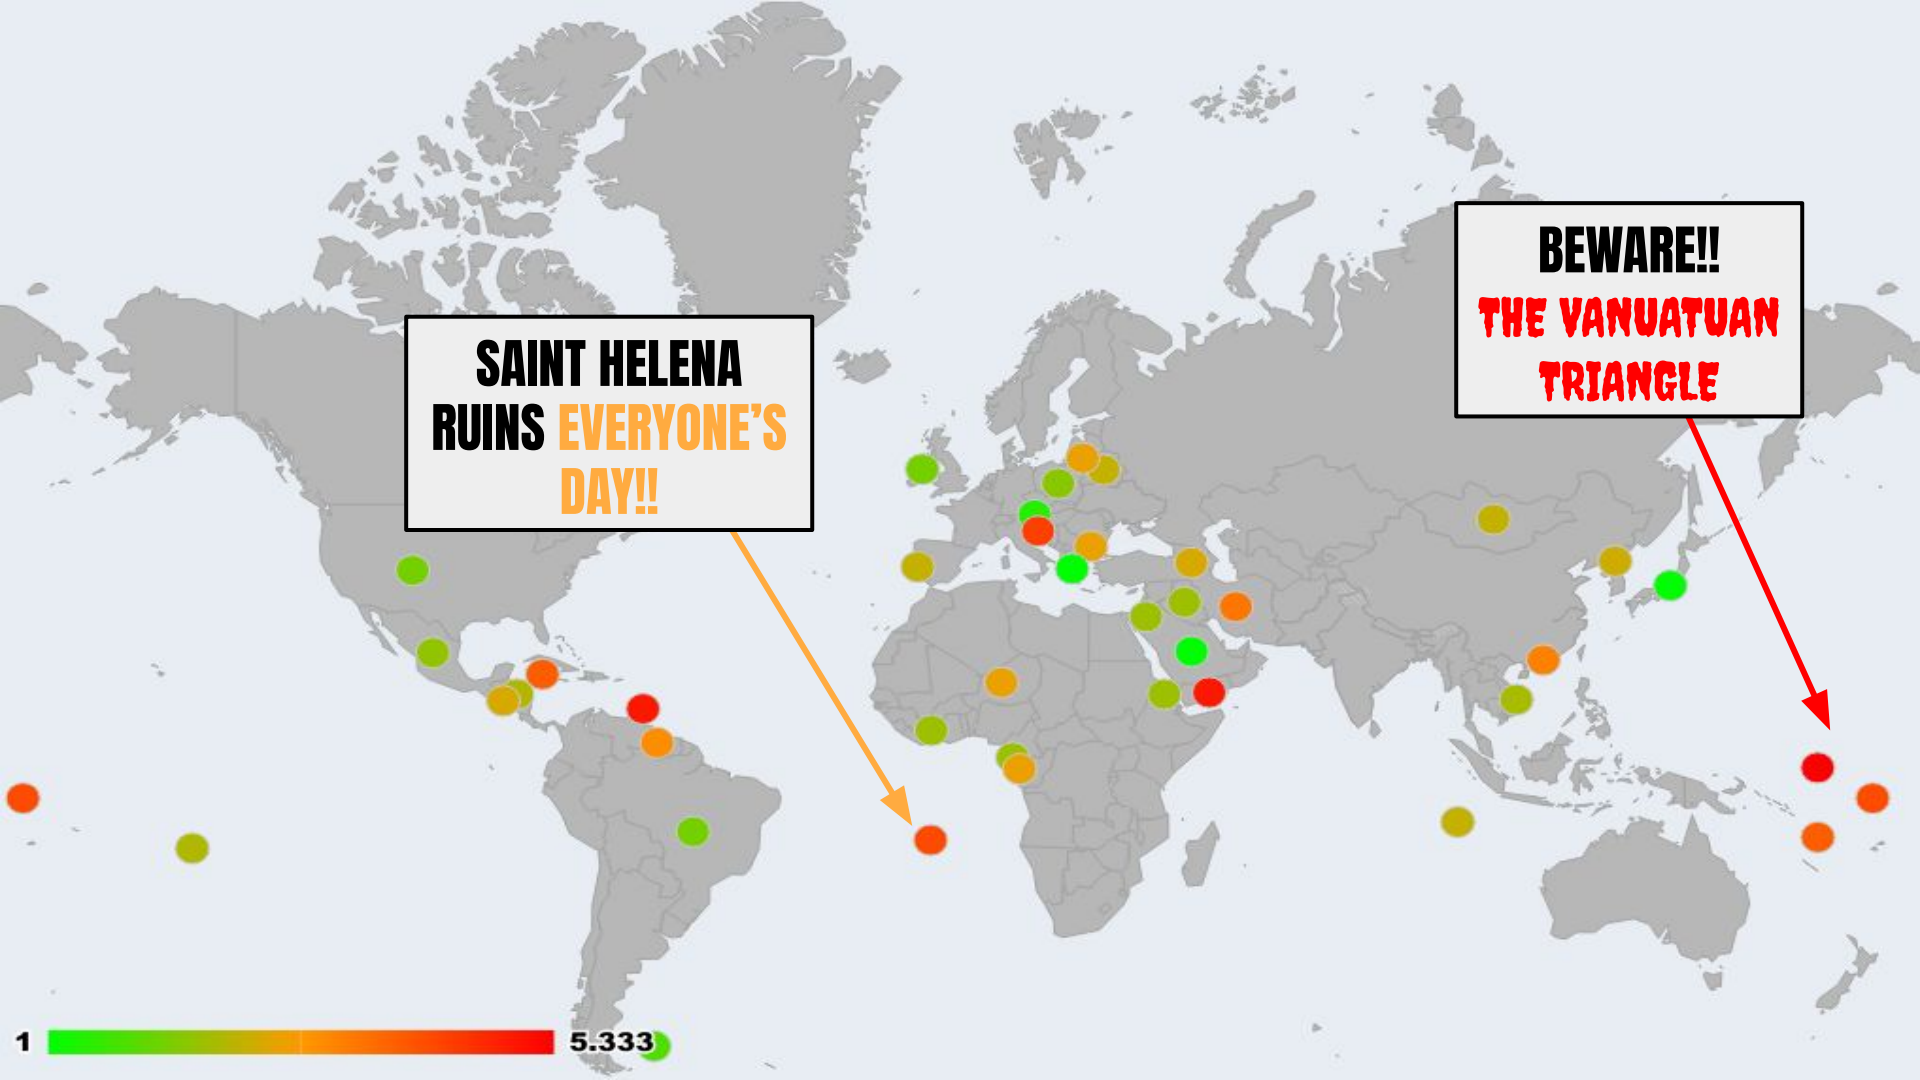 BEWARE!!
THE VANUATUAN
TRIANGLE
SAINT HELENA
RUINS EVERYONE'S
DAY!!
1
5.333